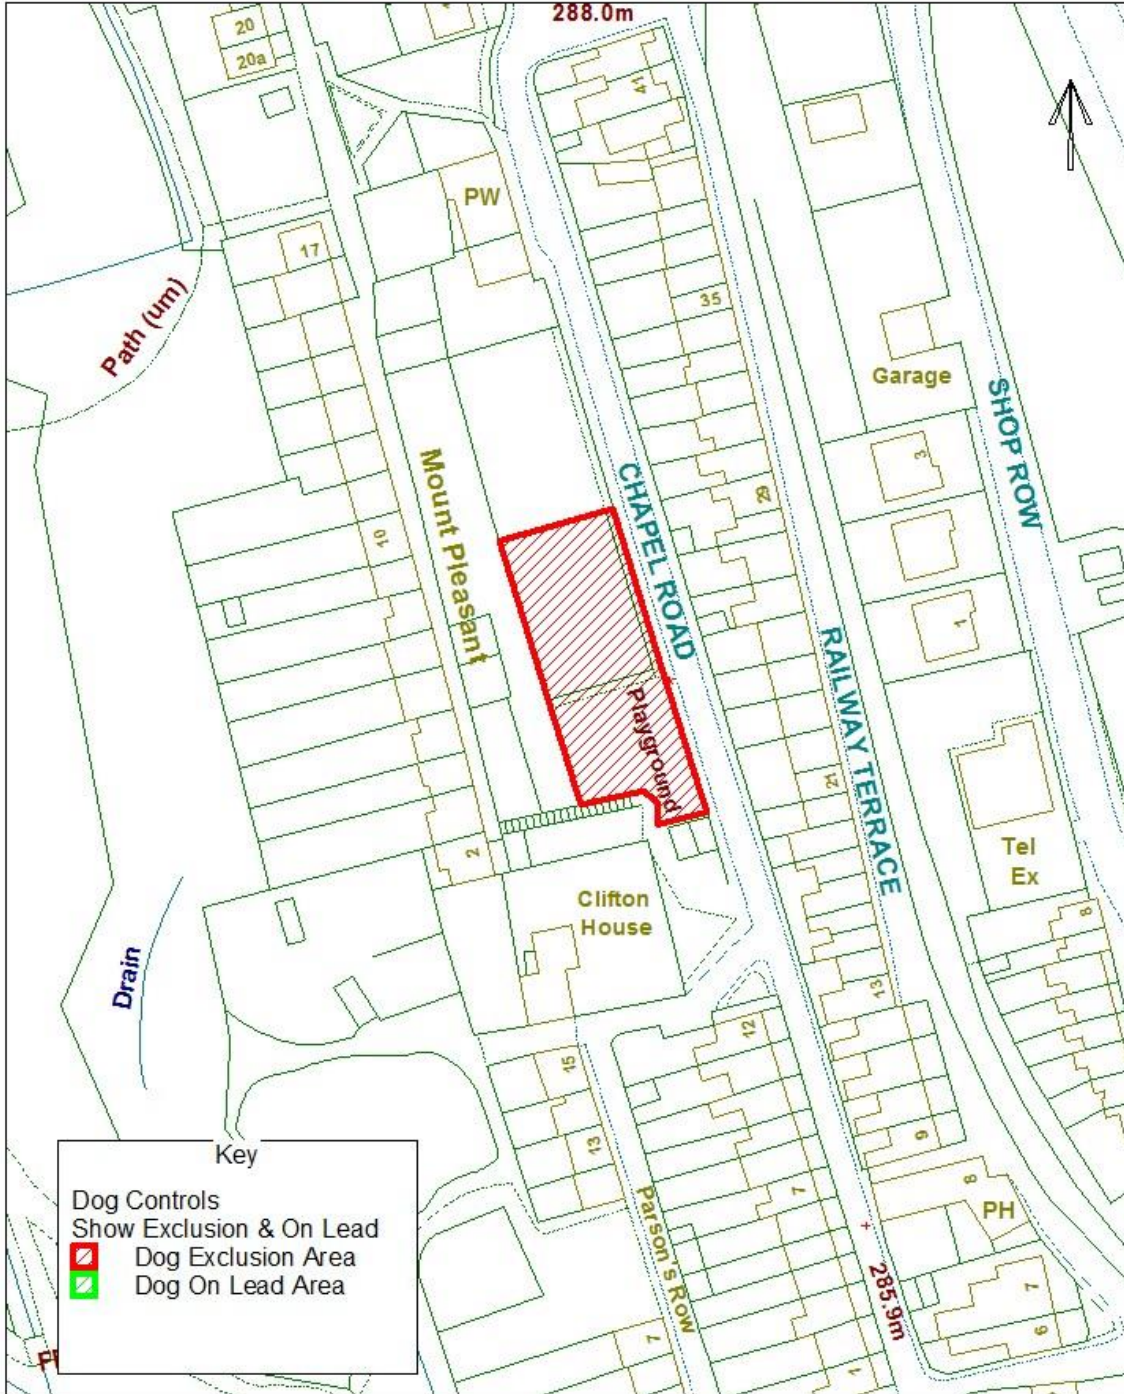 288.0m
20
20a
41
PW
17
Path (um)
35
Garage
SHOP ROW
3
CHAPEL ROAD
Mount Pleasant
29
10
1
RAILWAY TERRACE
Playground
21
Tel
Ex
2
Clifton
House
8
Drain
13
12
15
9
13
Key
Dog Controls
Show Exclusion & On Lead
Dog Exclusion Area
Dog On Lead Area
7
8
PH
Parson's Row
285.9m
7
7
6
1